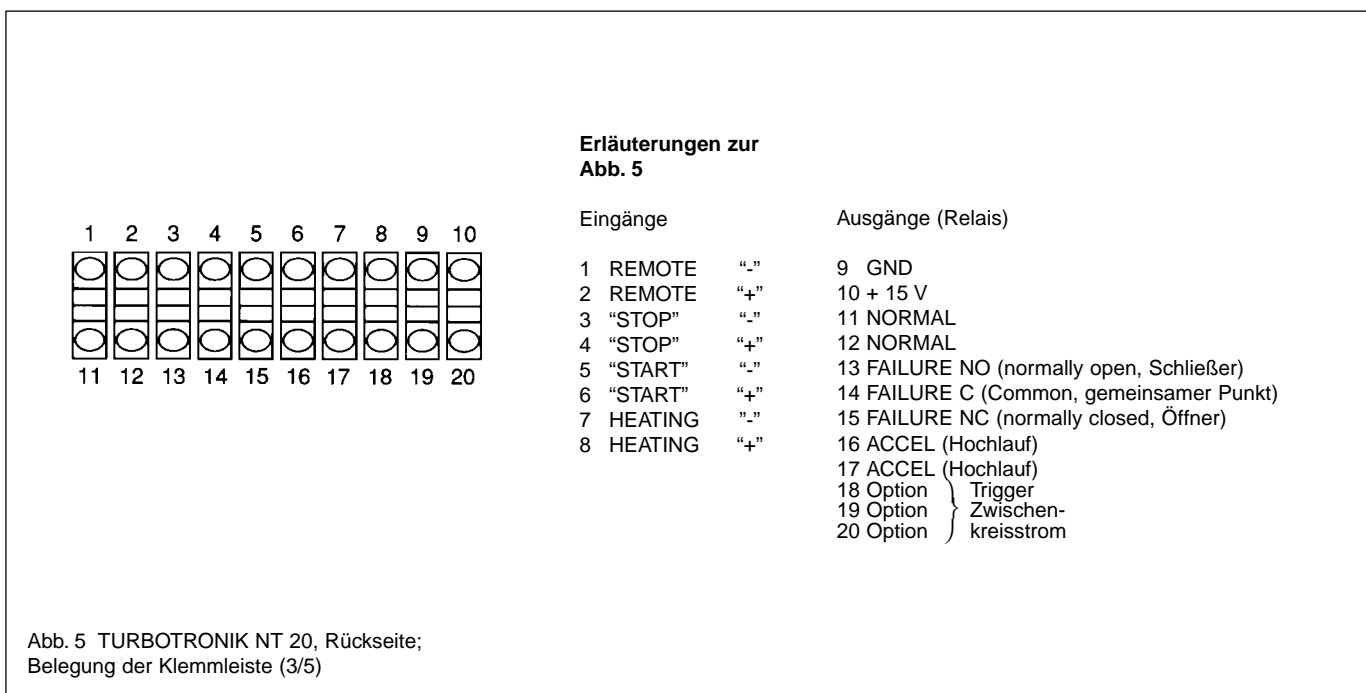 Erläuterungen zur
Abb. 5
1 2 3 4 5 6 7 8 9 10
11 12 13 14 15 16 17 18 19 20
Eingänge
1 REMOTE “-”
2 REMOTE “+”
3 “STOP” “-”
4 “STOP” “+”
5 “START” “-”
6 “START” “+”
7 HEATING ”-”
8 HEATING “+”
Ausgänge (Relais)
9 GND
10 + 15 V
11 NORMAL
12 NORMAL
13 FAILURE NO (normally open, Schließer)
14 FAILURE C (Common, gemeinsamer Punkt)
15 FAILURE NC (normally closed, Öffner)
16 ACCEL (Hochlauf)
17 ACCEL (Hochlauf)
18 Option Trigger
19 Option Zwischen-
20 Option kreisstrom
Abb. 5 TURBOTRONIK NT 20, Rückseite;
Belegung der Klemmleiste (3/5)